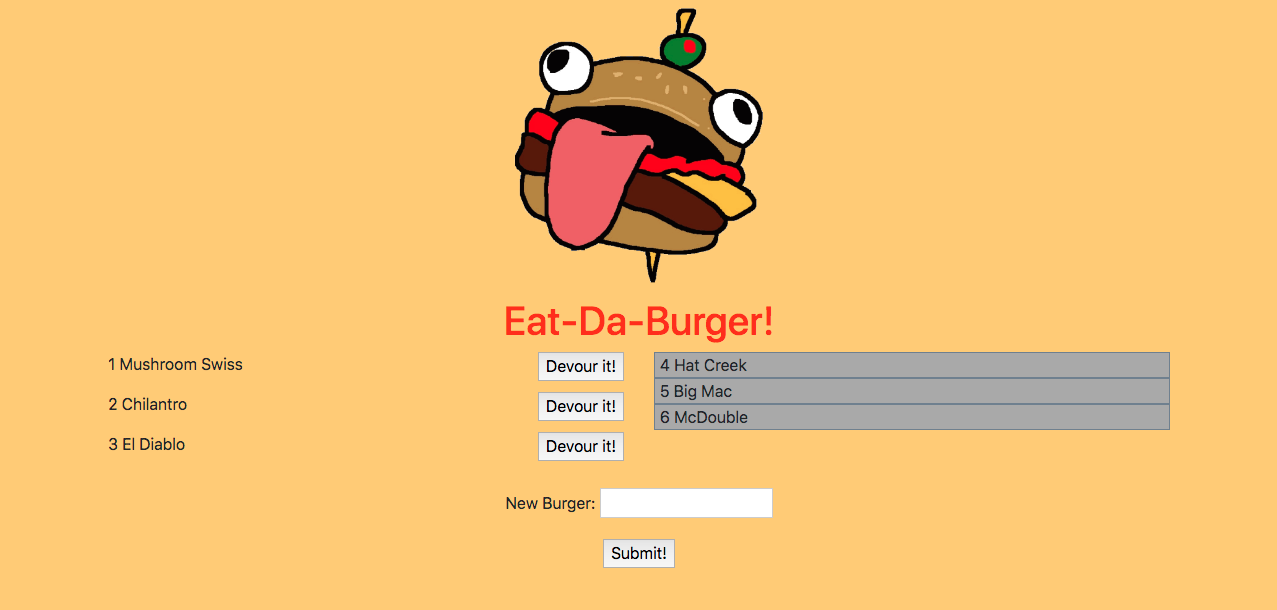 Eat-Da-Burger!
1 Mushroom Swiss
Devour it!
2 Chilantro
Devour it!
3 El Diablo
Devour it!
4 Hat Creek
5 Big Mac
6 McDouble
New Burger:
Submit!